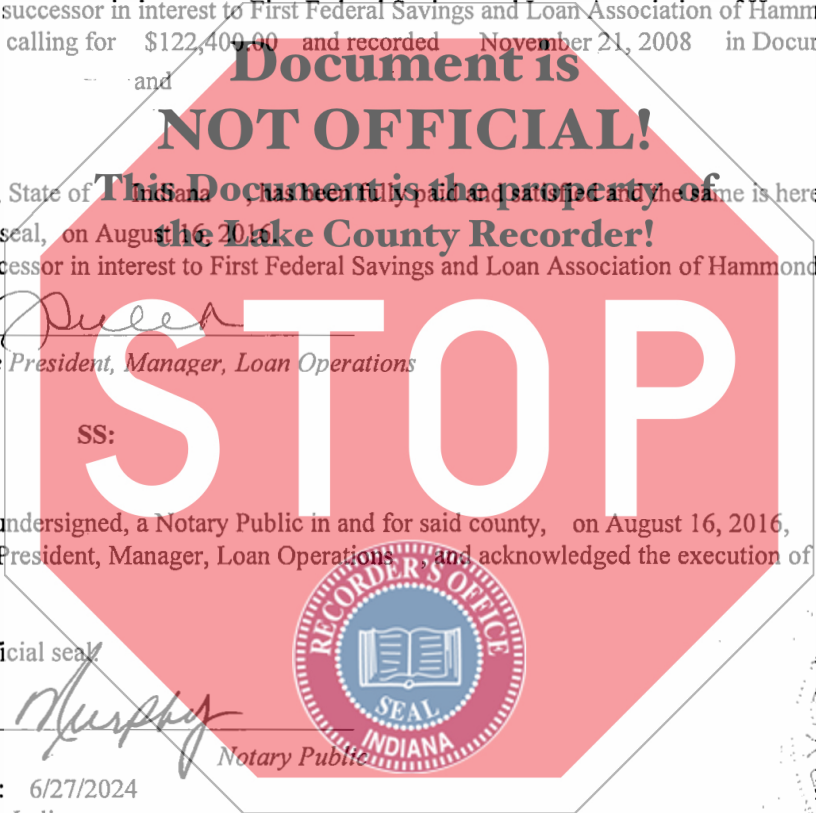 successor in interest to First Federal Savings and Loan Association of Hamm
calling for $122,400.00 and recorded November 21, 2008 in Docu
Document is
and
NOT OFFICIAL!
This Document is the property of
State of Indiana , has been fully paid and satisfied and the same is here
the Lake County Recorder!
seal, on August 16, 2016.
cessor in interest to First Federal Savings and Loan Association of Hammond
President, Manager, Loan Operations
STOP
SS:
undersigned, a Notary Public in and for said county, on August 16, 2016,
President, Manager, Loan Operations , and acknowledged the execution of
RECORDER'S OFFICE
SEAL
INDIANA
icial seal.
Murphy
Notary Public
: 6/27/2024